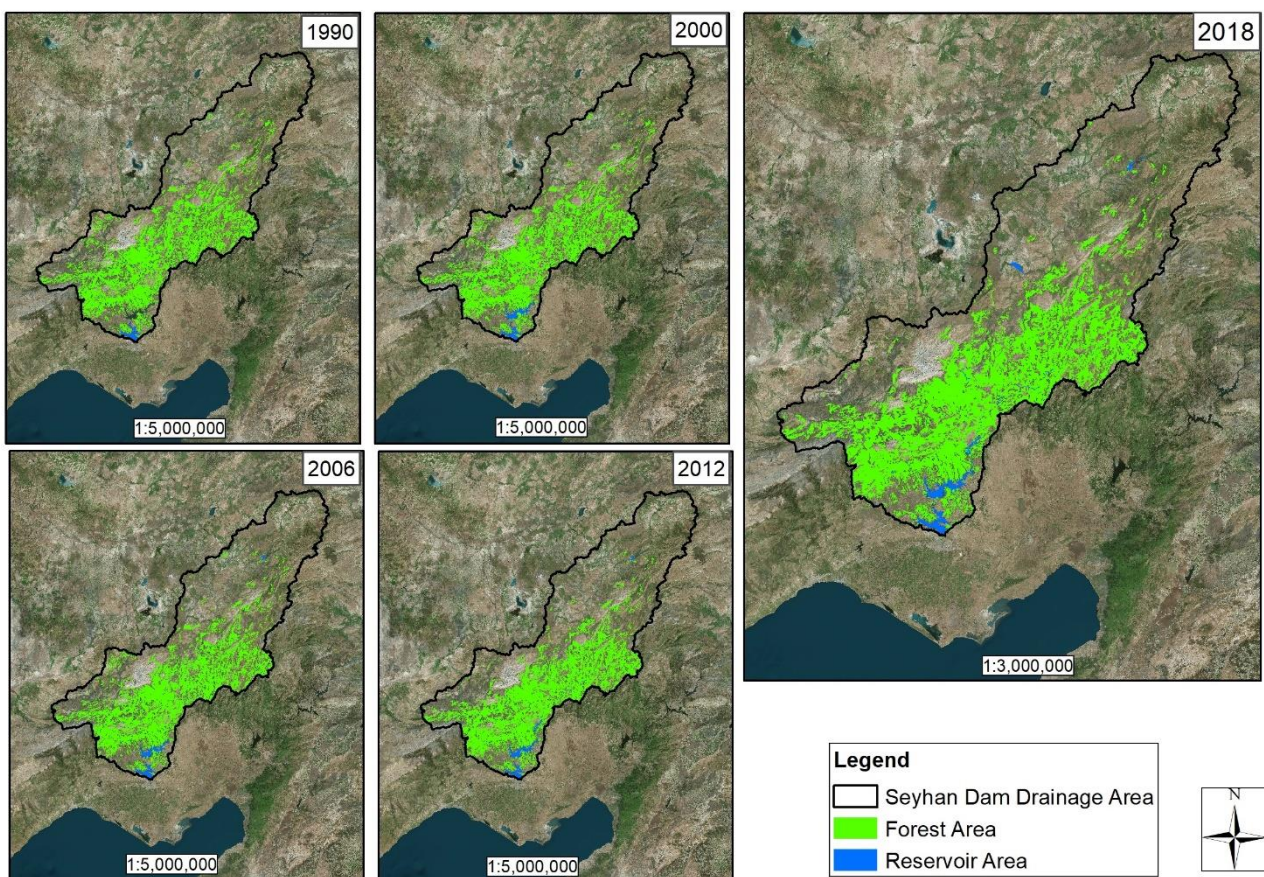 1990
1:5,000,000
2000
1:5,000,000
2018
1:3,000,000
2006
1:5,000,000
2012
1:5,000,000
Legend
Seyhan Dam Drainage Area
Forest Area
Reservoir Area
N